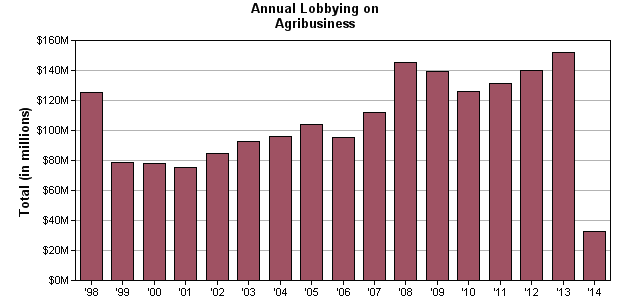 Annual Lobbying on
Agribusiness
Total (in millions)
$160M
$140M
$120M
$100M
$80M
$60M
$40M
$20M
$0M
'98 '99 '00 '01 '02 '03 '04 '05 '06 '07 '08 '09 '10 '11 '12 '13 '14